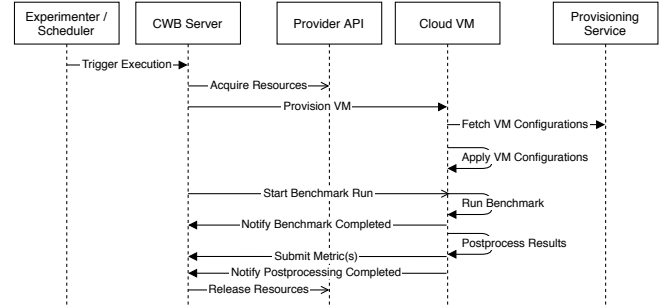 Experimenter /
Scheduler
CWB Server
Provider API
Cloud VM
Provisioning
Service
Trigger Execution
Acquire Resources
Provision VM
Fetch VM Configurations
Apply VM Configurations
Start Benchmark Run
Run Benchmark
Notify Benchmark Completed
Postprocess Results
Submit Metric(s)
Notify Postprocessing Completed
Release Resources